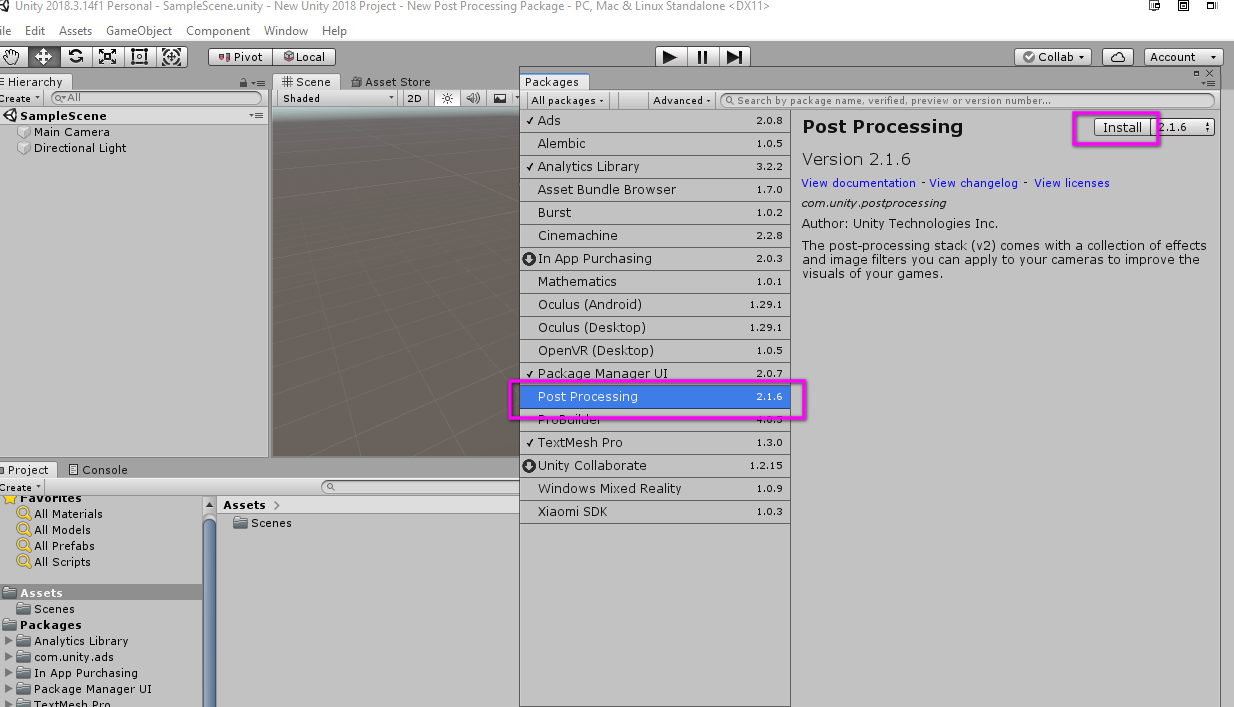 Unity 2018.3.14f1 Personal - SampleScene.unity - New Unity 2018 Project - New Post Processing Package - PC, Mac & Linux Standalone <DX11>
ile Edit Assets GameObject Component Window Help
Pivot Local Collab Account
Hierarchy
Create All
SampleScene
Main Camera
Directional Light
Scene Asset Store
Shaded 2D
Packages
All packages Advanced Search by package name, verified, preview or version number...
Ads 2.0.8
Alembic 1.0.5
Analytics Library 3.2.2
Asset Bundle Browser 1.7.0
Burst 1.0.2
Cinemachine 2.2.8
In App Purchasing 2.0.3
Mathematics 1.0.1
Oculus (Android) 1.29.1
Oculus (Desktop) 1.29.1
OpenVR (Desktop) 1.0.5
Package Manager UI 2.0.7
Post Processing 2.1.6
ProBuilder
TextMesh Pro 1.3.0
Unity Collaborate 1.2.15
Windows Mixed Reality 1.0.9
Xiaomi SDK 1.0.3
Post Processing
Install 2.1.6
Version 2.1.6
View documentation - View changelog - View licenses
com.unity.postprocessing
Author: Unity Technologies Inc.
The post-processing stack (v2) comes with a collection of effects
and image filters you can apply to your cameras to improve the
visuals of your games.
Project Console
Create
Favorites
All Materials
All Models
All Prefabs
All Scripts
Assets
Scenes
Packages
Analytics Library
com.unity.ads
In App Purchasing
Package Manager UI
TextMesh Pro
Assets
Scenes